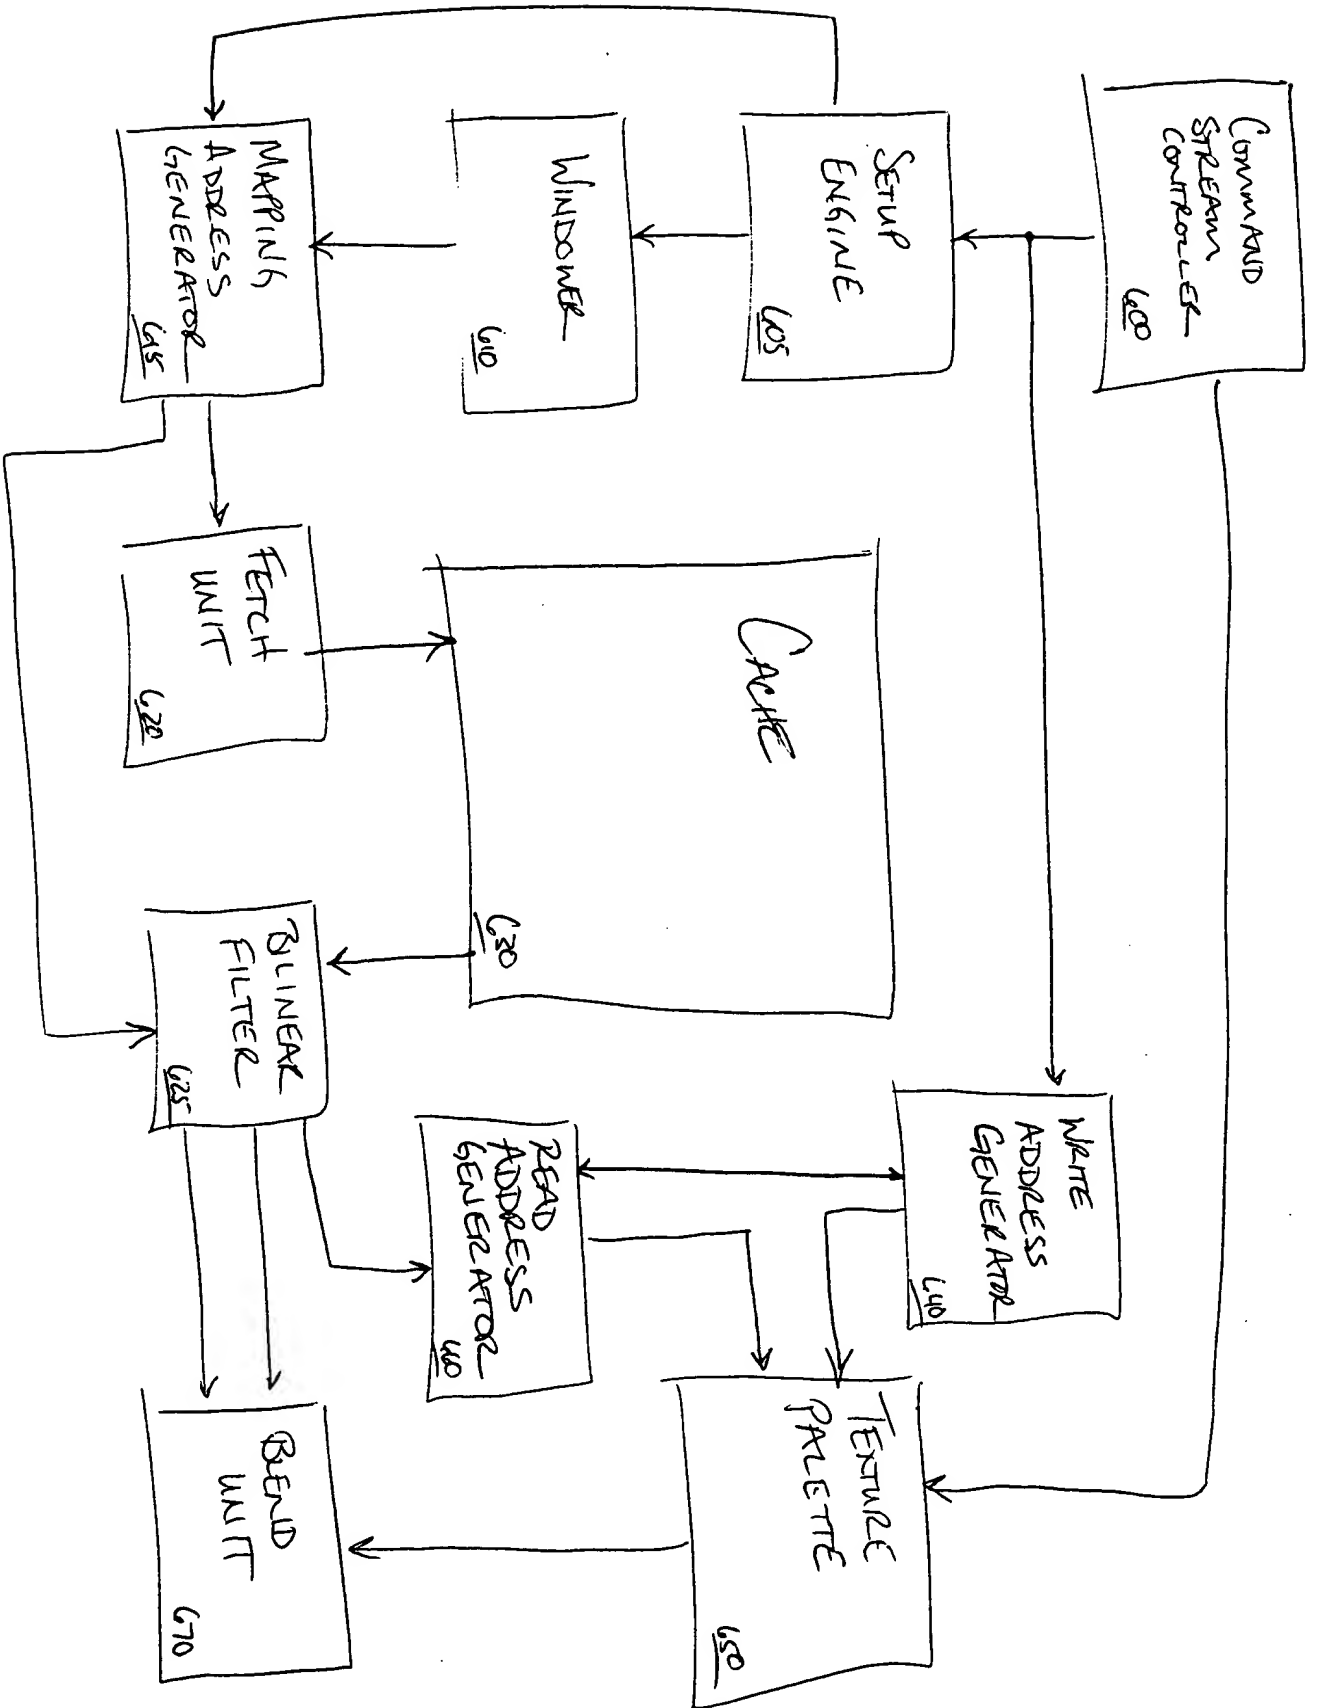 COMMAND
STREAM
CONTROLLER
600
SETUP
ENGINE
605
WINDOWER
610
MAPPING
ADDRESS
GENERATOR
615
FETCH
UNIT
620
CACHE
630
BILINEAR
FILTER
625
WRITE
ADDRESS
GENERATOR
640
READ
ADDRESS
GENERATOR
TEXTURE
PALETTE
650
BLEND
UNIT
670